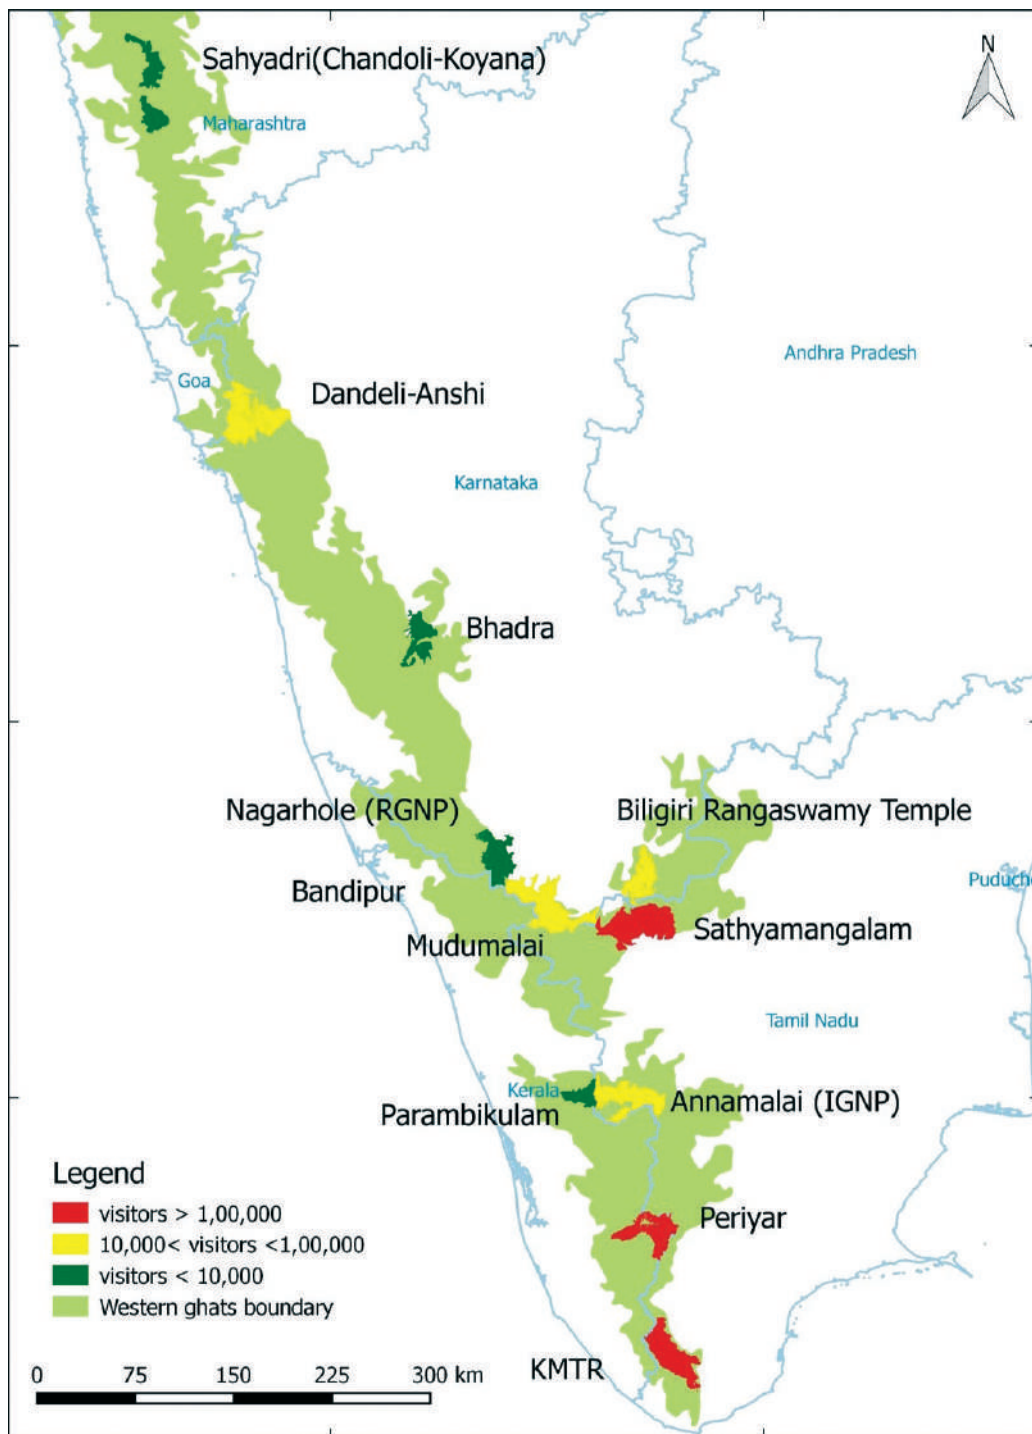 N
Sahyadri(Chandoli-Koyana)
Maharashtra
Andhra Pradesh
Goa
Dandeli-Anshi
Karnataka
Bhadra
Nagarhole (RGNP)
Biligiri Rangaswamy Temple
Bandipur
Puduche
Mudumalai
Sathyamangalam
Tamil Nadu
Kerala
Parambikulam
Annamalai (IGNP)
Periyar
KMTR
Legend
visitors > 1,00,000
10,000< visitors <1,00,000
visitors < 10,000
Western ghats boundary
0 75 150 225 300 km